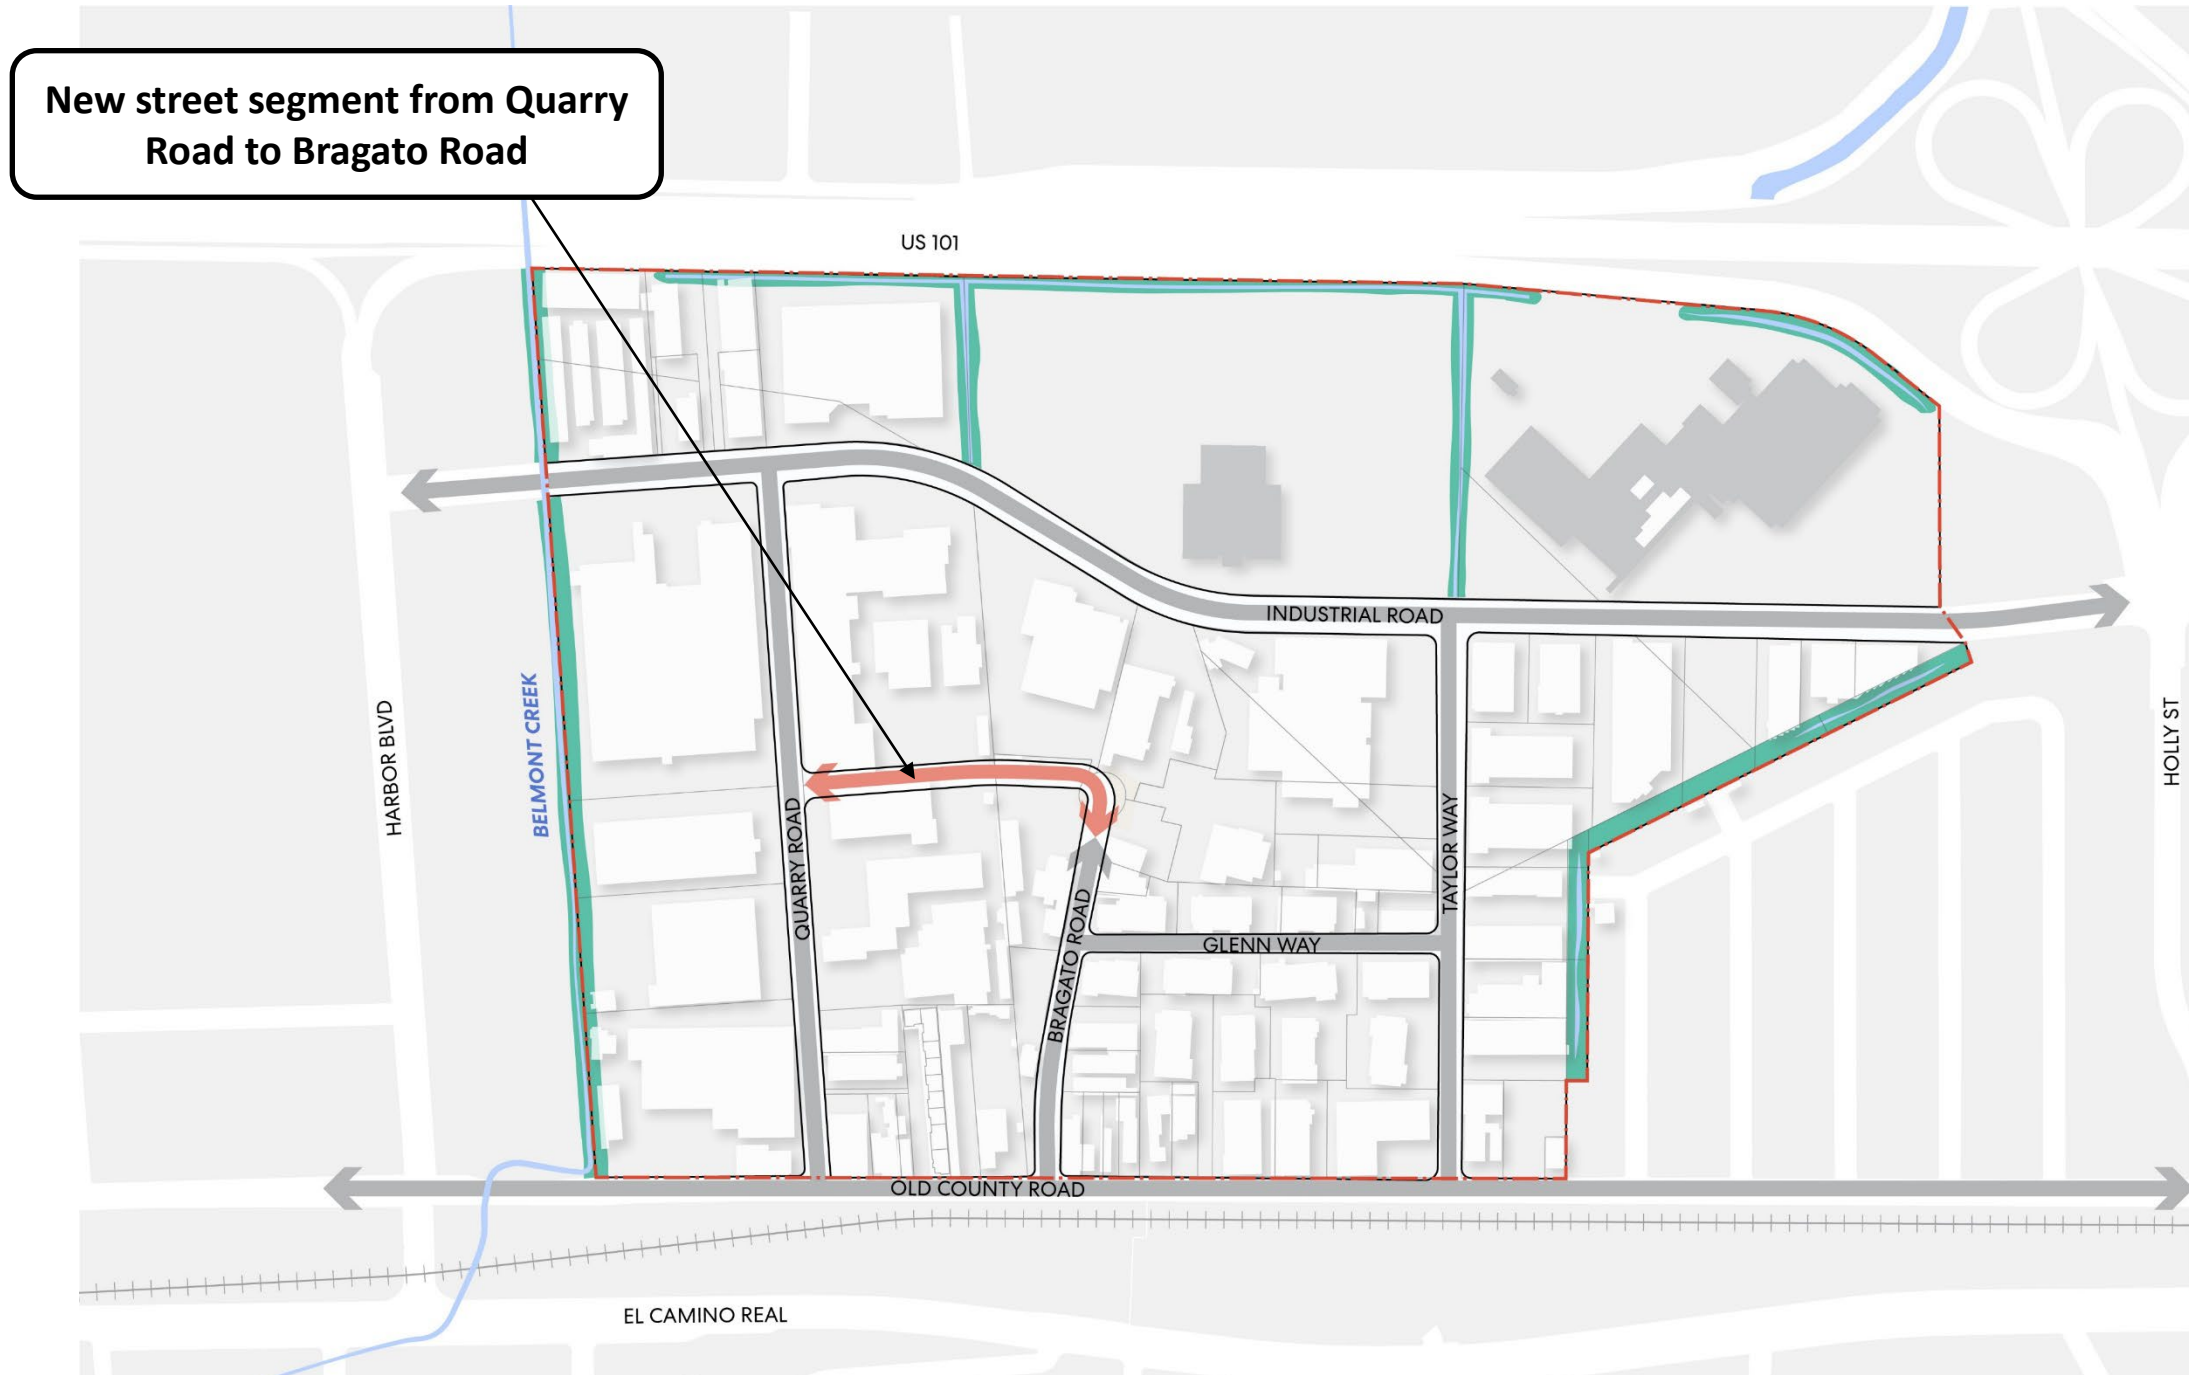 New street segment from Quarry
Road to Bragato Road
US 101
INDUSTRIAL ROAD
HARBOR BLVD
BELMONT CREEK
HOLLY ST
QUARRY ROAD
TAYLOR WAY
BRAGATO ROAD
GLENN WAY
OLD COUNTY ROAD
EL CAMINO REAL